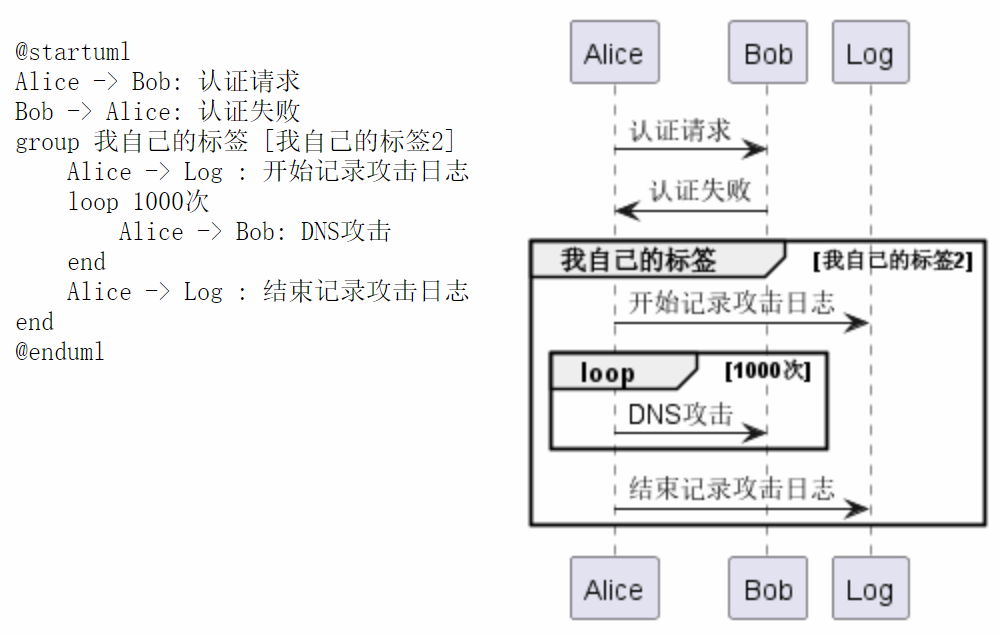 @startuml
Alice -> Bob: 认证请求
Bob -> Alice: 认证失败
group 我自己的标签 [我自己的标签2]
    Alice -> Log : 开始记录攻击日志
    loop 1000次
        Alice -> Bob: DNS攻击
    end
    Alice -> Log : 结束记录攻击日志
end
@enduml
Alice Bob Log
认证请求
认证失败
我自己的标签 [我自己的标签2]
开始记录攻击日志
loop [1000次]
DNS攻击
结束记录攻击日志
Alice Bob Log